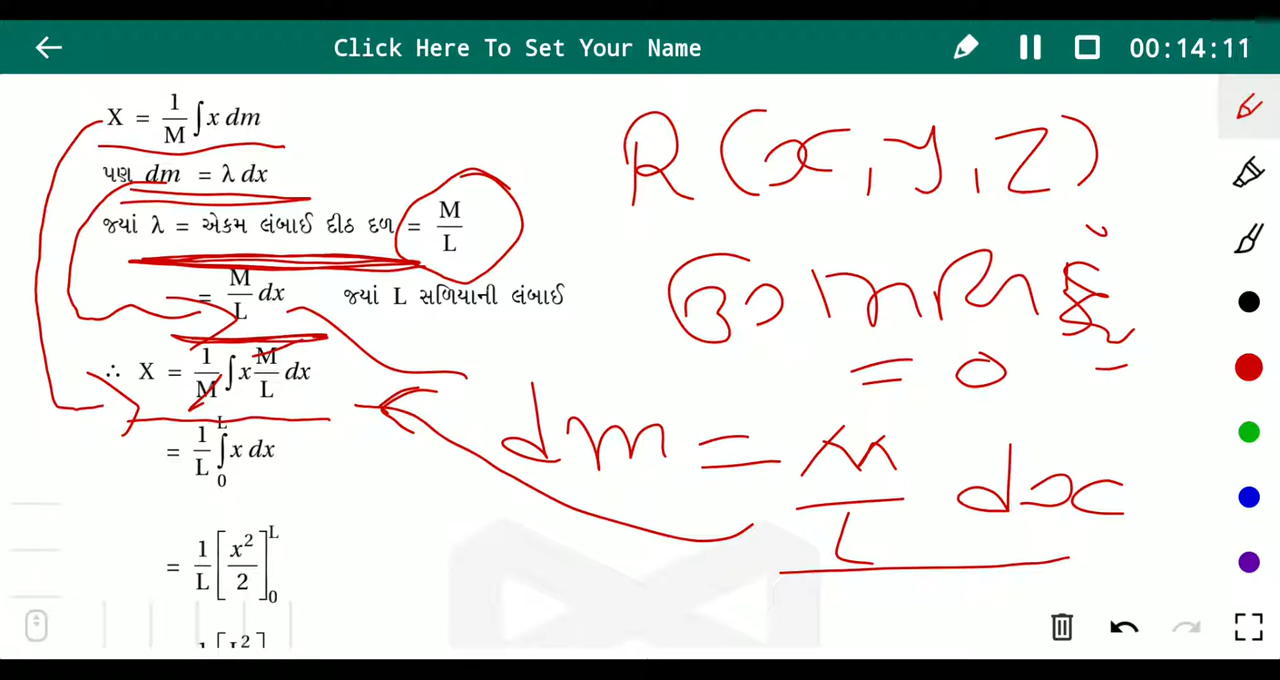 Click Here To Set Your Name
00:14:11
X = 1/M ∫ x dm
પણ dm = λ dx
જ્યાં λ = એકમ લંબાઈ દીઠ દળ = M/L
= M/L dx જ્યાં L સળિયાની લંબાઈ
∴ X = 1/M ∫ x M/L dx
= 1/L ∫₀ᴸ x dx
= 1/L [x²/2]₀ᴸ
R (x, y, z)
= 0
dm = M/L dx